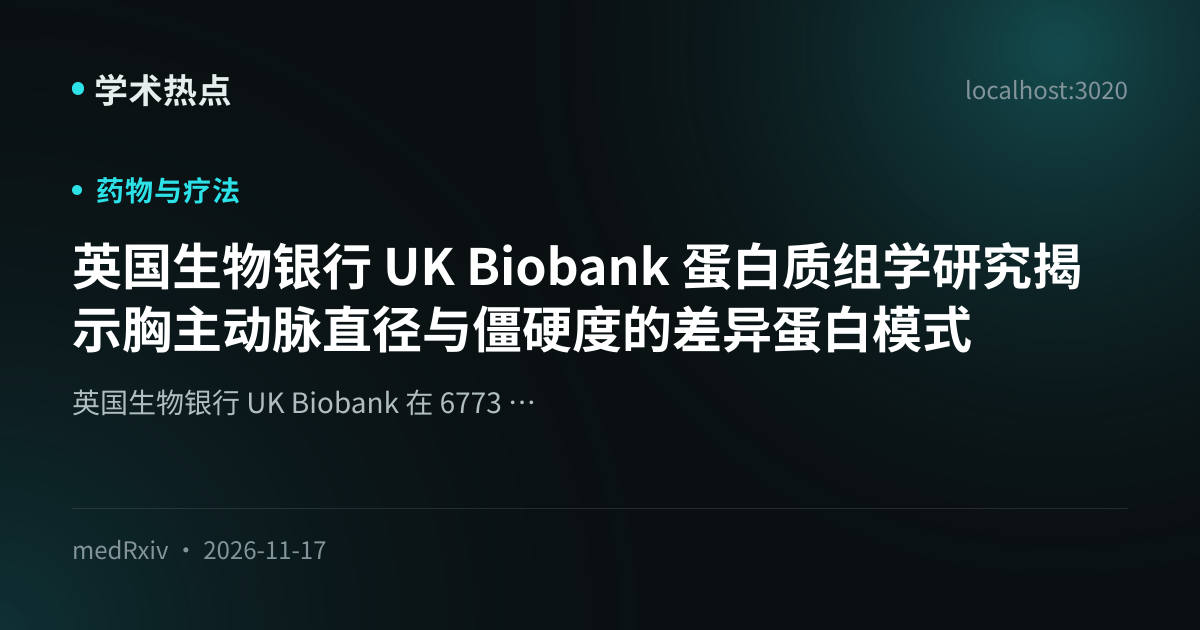 学术热点
localhost:3020
药物与疗法
英国生物银行 UK Biobank 蛋白质组学研究揭
示胸主动脉直径与僵硬度的差异蛋白模式
英国生物银行 UK Biobank 在 6773 …
medRxiv · 2026-11-17